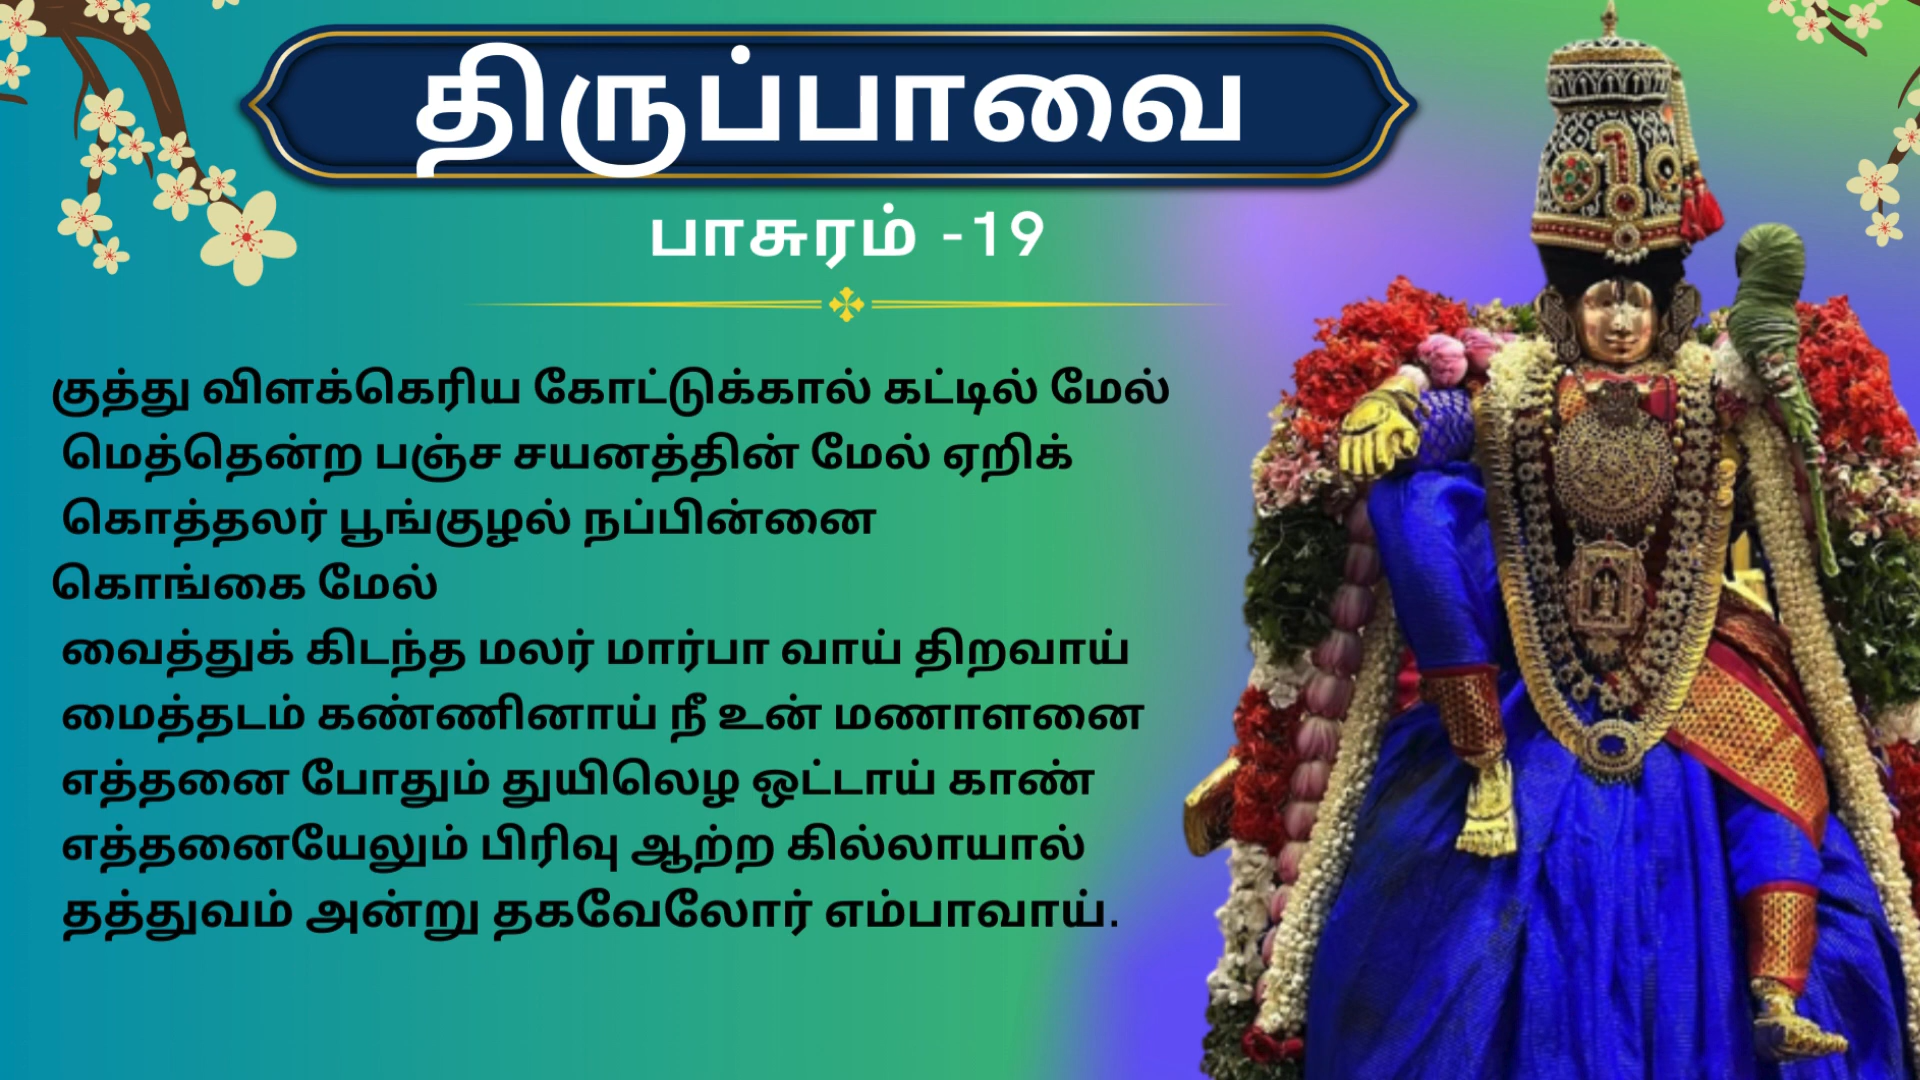 திருப்பாவை
பாசுரம் -19
குத்து விளக்கெரிய கோட்டுக்கால் கட்டில் மேல்
மெத்தென்ற பஞ்ச சயனத்தின் மேல் ஏறிக்
கொத்தலர் பூங்குழல் நப்பின்னை
கொங்கை மேல்
வைத்துக் கிடந்த மலர் மார்பா வாய் திறவாய்
மைத்தடம் கண்ணினாய் நீ உன் மணாளனை
எத்தனை போதும் துயிலெழ ஒட்டாய் காண்
எத்தனையேலும் பிரிவு ஆற்ற கில்லாயால்
தத்துவம் அன்று தகவேலோர் எம்பாவாய்.